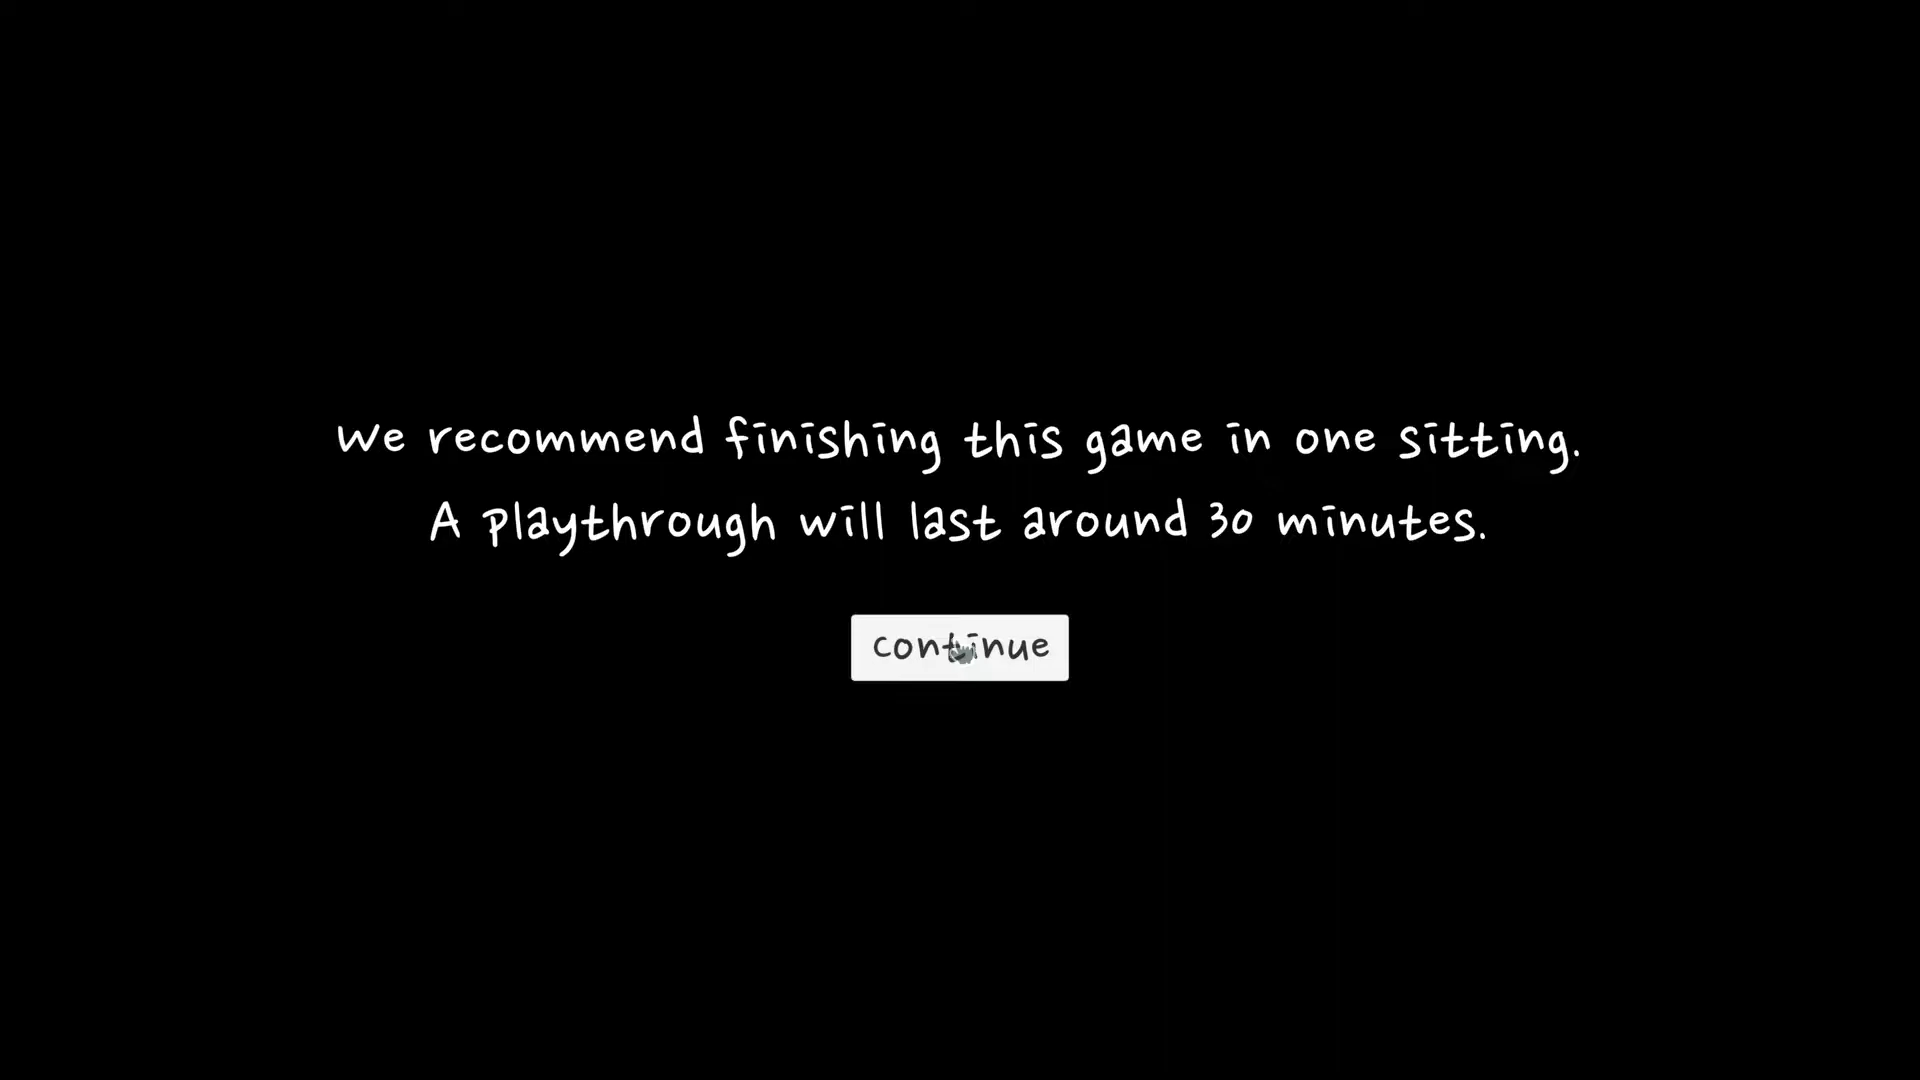 We recommend finishing this game in one sitting.
A playthrough will last around 30 minutes.
continue